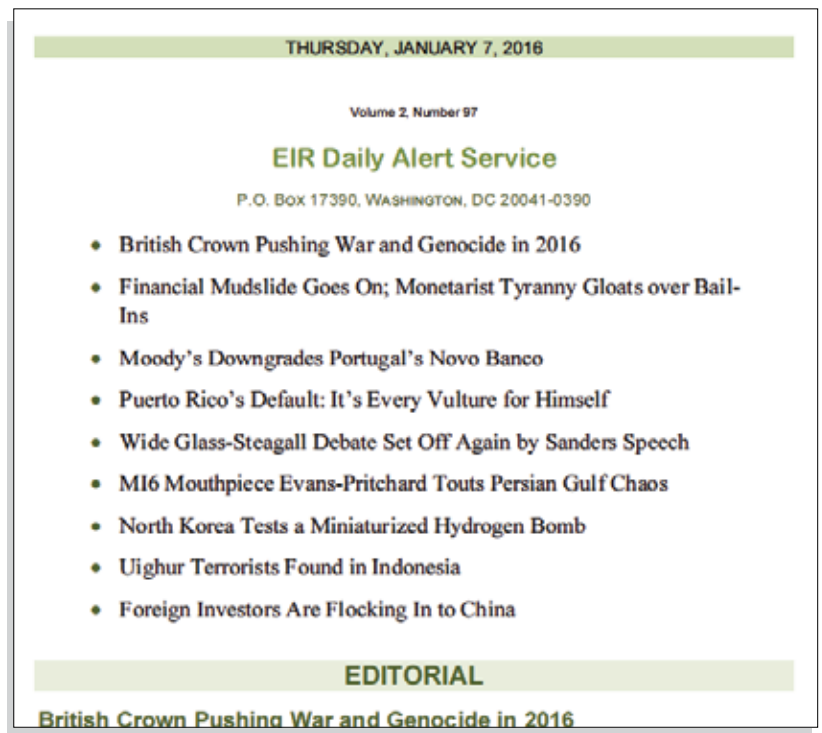 THURSDAY, JANUARY 7, 2016
Volume 2, Number 97
EIR Daily Alert Service
P.O. Box 17390, Washington, DC 20041-0390
• British Crown Pushing War and Genocide in 2016
• Financial Mudslide Goes On; Monetarist Tyranny Gloats over Bail-
Ins
• Moody's Downgrades Portugal's Novo Banco
• Puerto Rico's Default: It's Every Vulture for Himself
• Wide Glass-Steagall Debate Set Off Again by Sanders Speech
• MI6 Mouthpiece Evans-Pritchard Touts Persian Gulf Chaos
• North Korea Tests a Miniaturized Hydrogen Bomb
• Uighur Terrorists Found in Indonesia
• Foreign Investors Are Flocking In to China
EDITORIAL
British Crown Pushing War and Genocide in 2016